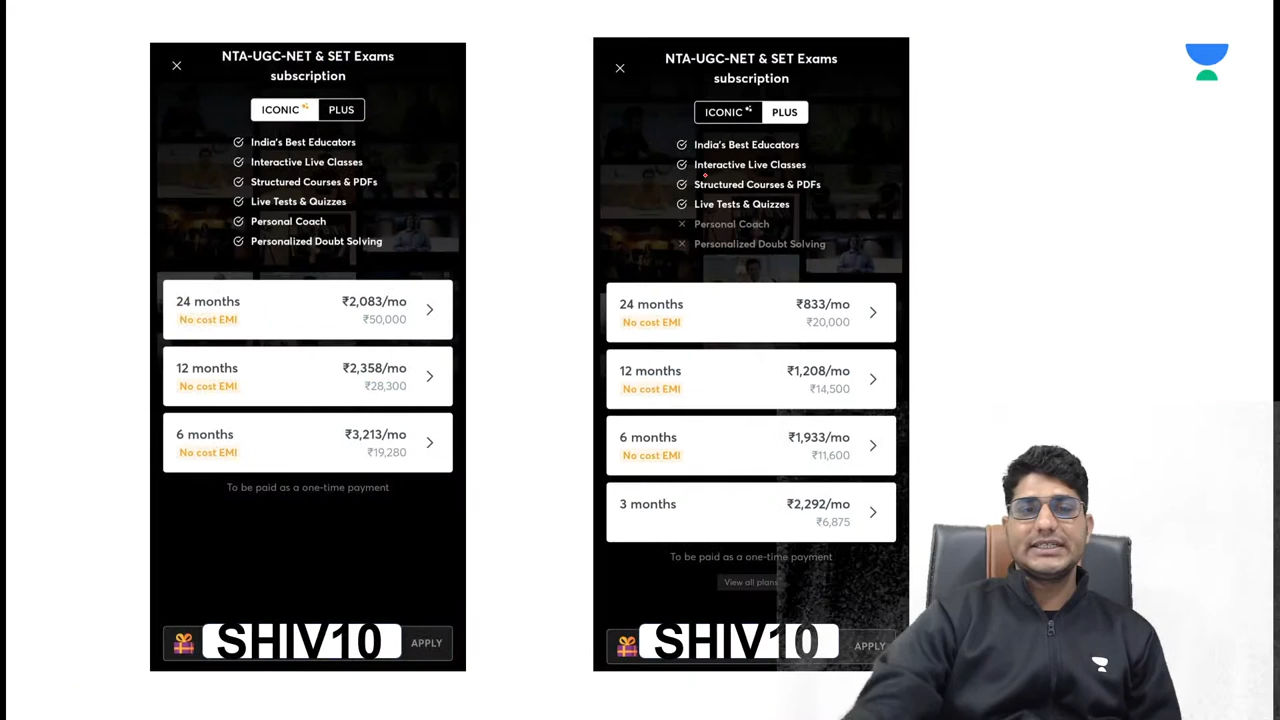 NTA-UGC-NET & SET Exams
subscription
ICONIC PLUS
India's Best Educators
Interactive Live Classes
Structured Courses & PDFs
Live Tests & Quizzes
Personal Coach
Personalized Doubt Solving
24 months ₹2,083/mo
No cost EMI ₹50,000
12 months ₹2,358/mo
No cost EMI ₹28,300
6 months ₹3,213/mo
No cost EMI ₹19,280
To be paid as a one-time payment
SHIV10 APPLY
NTA-UGC-NET & SET Exams
subscription
ICONIC PLUS
India's Best Educators
Interactive Live Classes
Structured Courses & PDFs
Live Tests & Quizzes
Personal Coach
Personalized Doubt Solving
24 months ₹833/mo
No cost EMI ₹20,000
12 months ₹1,208/mo
No cost EMI ₹14,500
6 months ₹1,933/mo
No cost EMI ₹11,600
3 months ₹2,292/mo
₹6,875
To be paid as a one-time payment
View all plans
SHIV10 APPLY